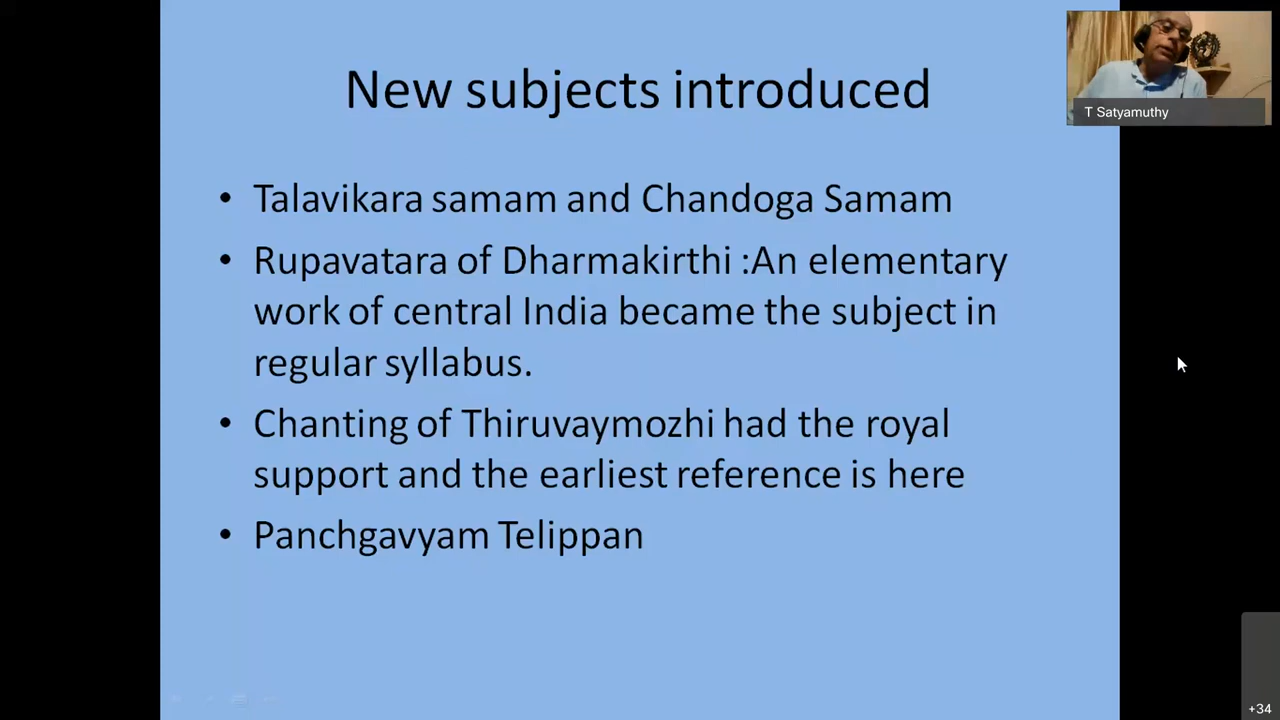 New subjects introduced
• Talavikara samam and Chandoga Samam
• Rupavatara of Dharmakirthi :An elementary
work of central India became the subject in
regular syllabus.
• Chanting of Thiruvaymozhi had the royal
support and the earliest reference is here
• Panchgavyam Telippan
T Satyamuthy
+34